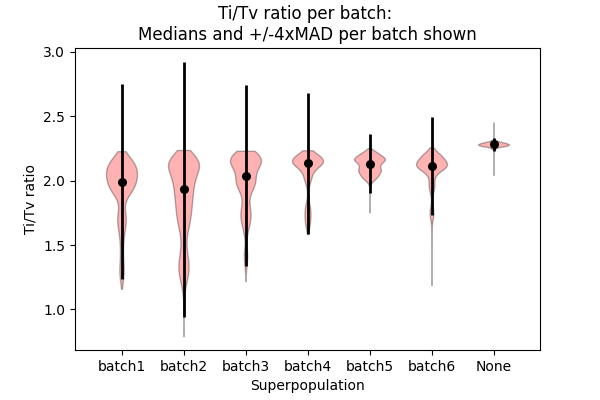 Ti/Tv ratio per batch:
Medians and +/-4xMAD per batch shown
3.0
2.5
2.0
1.5
1.0
Ti/Tv ratio
batch1 batch2 batch3 batch4 batch5 batch6 None
Superpopulation